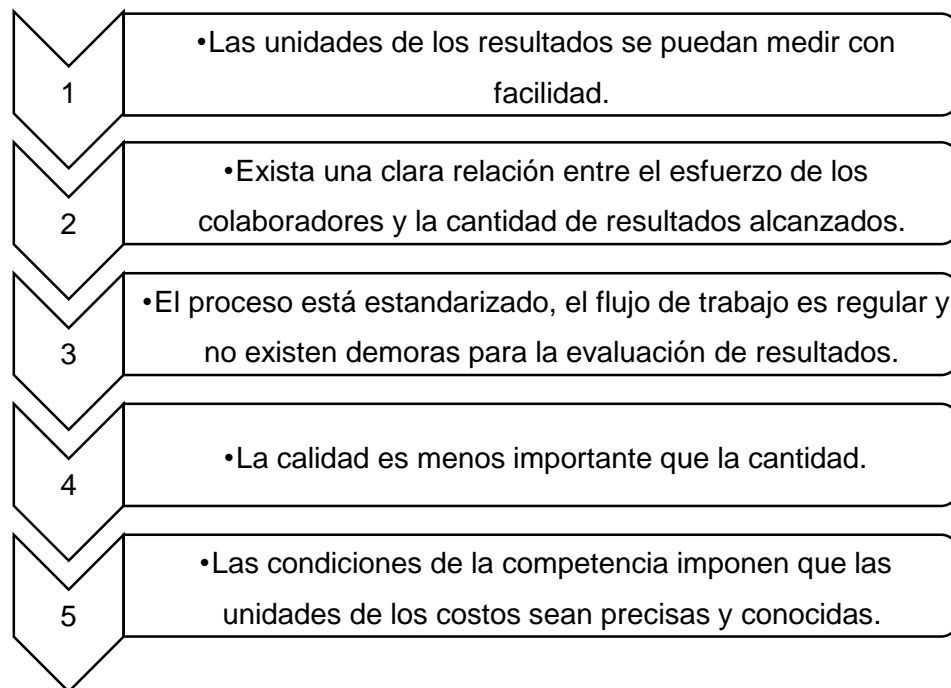 1
•Las unidades de los resultados se puedan medir con
facilidad.
2
•Exista una clara relación entre el esfuerzo de los
colaboradores y la cantidad de resultados alcanzados.
3
•El proceso está estandarizado, el flujo de trabajo es regular y
no existen demoras para la evaluación de resultados.
4
•La calidad es menos importante que la cantidad.
5
•Las condiciones de la competencia imponen que las
unidades de los costos sean precisas y conocidas.